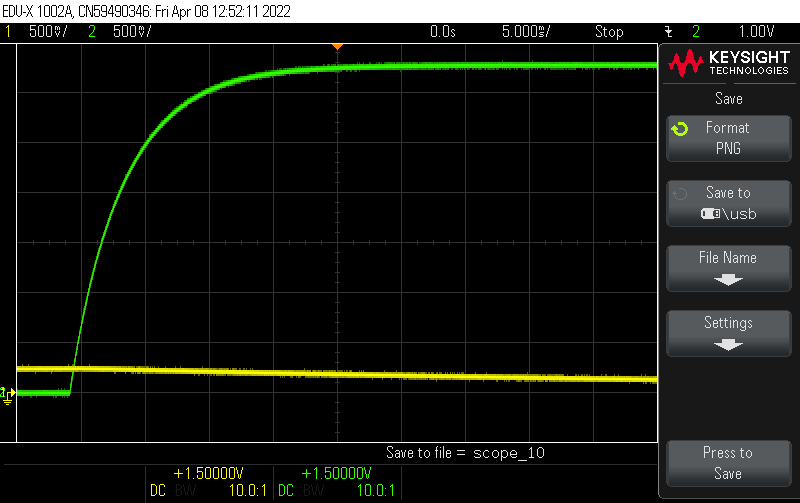 EDU-X 1002A, CN59490346: Fri Apr 08 12:52:11 2022
1 500mV/ 2 500mV/ 0.0s 5.000ms/ Stop 2 1.00V
KEYSIGHT
TECHNOLOGIES
Save
Format
PNG
Save to
\usb
File Name
Settings
Press to
Save
Save to file = scope_10
+1.50000V +1.50000V
DC BW 10.0:1 DC BW 10.0:1